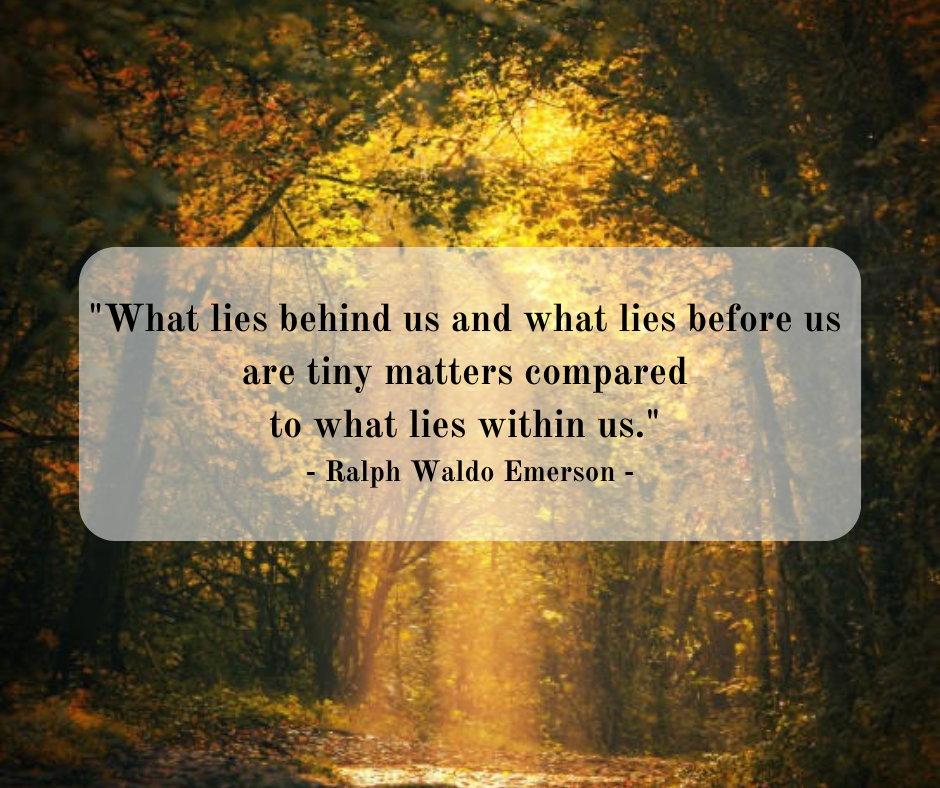 "What lies behind us and what lies before us
are tiny matters compared
to what lies within us."
- Ralph Waldo Emerson -